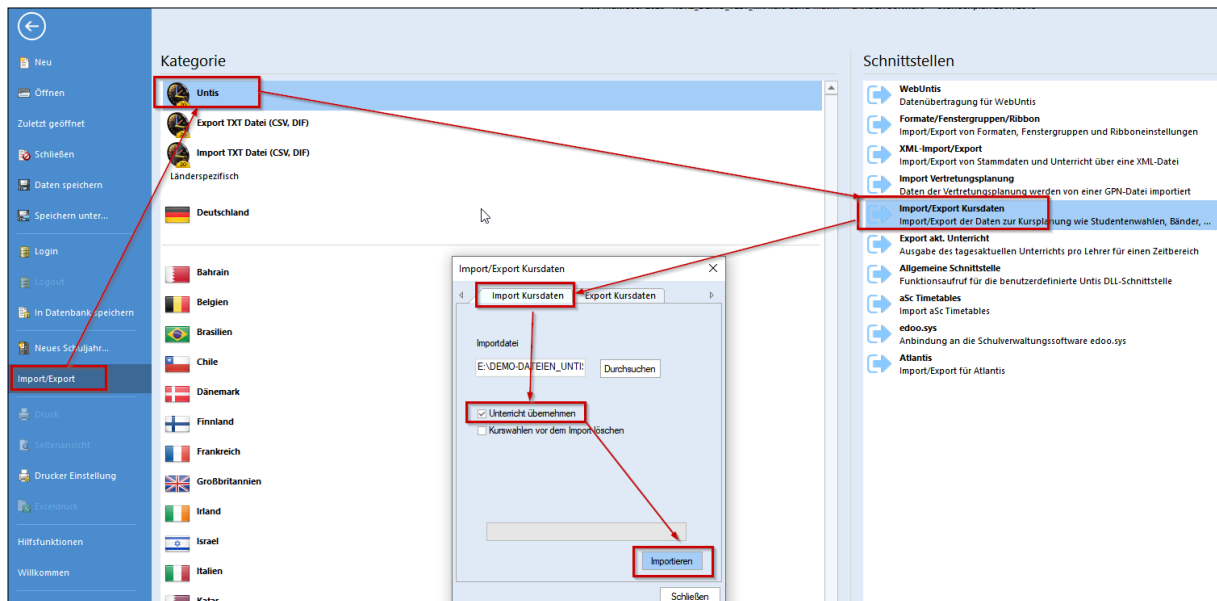 Neu
Öffnen
Zuletzt geöffnet
Schließen
Daten speichern
Speichern unter...
Login
Logout
In Datenbank speichern
Neues Schuljahr...
Import/Export
Druck
Seitenansicht
Drucker Einstellung
Exceldruck
Hilfsfunktionen
Willkommen
Kategorie
Untis
Export TXT Datei (CSV, DIF)
Import TXT Datei (CSV, DIF)
Länderspezifisch
Deutschland
Bahrain
Belgien
Brasilien
Chile
Dänemark
Finnland
Frankreich
Großbritannien
Irland
Israel
Italien
Katar
Import/Export Kursdaten
Import Kursdaten
Export Kursdaten
Importdatei
E:\DEMO-DATEIEN_UNTI
Durchsuchen
Unterricht übernehmen
Kurswahlen vor dem Import löschen
Importieren
Schließen
Schnittstellen
WebUntis
Datenübertragung für WebUntis
Formate/Fenstergruppen/Ribbon
Import/Export von Formaten, Fenstergruppen und Ribboneinstellungen
XML-Import/Export
Import/Export von Stammdaten und Unterricht über eine XML-Datei
Import Vertretungsplanung
Daten der Vertretungsplanung werden von einer GPN-Datei importiert
Import/Export Kursdaten
Import/Export der Daten zur Kursplanung wie Studentenwahlen, Bänder, ...
Export akt. Unterricht
Ausgabe des tagesaktuellen Unterrichts pro Lehrer für einen Zeitbereich
Allgemeine Schnittstelle
Funktionsaufruf für die benutzerdefinierte Untis DLL-Schnittstelle
aSc Timetables
Import aSc Timetables
edoo.sys
Anbindung an die Schulverwaltungssoftware edoo.sys
Atlantis
Import/Export für Atlantis